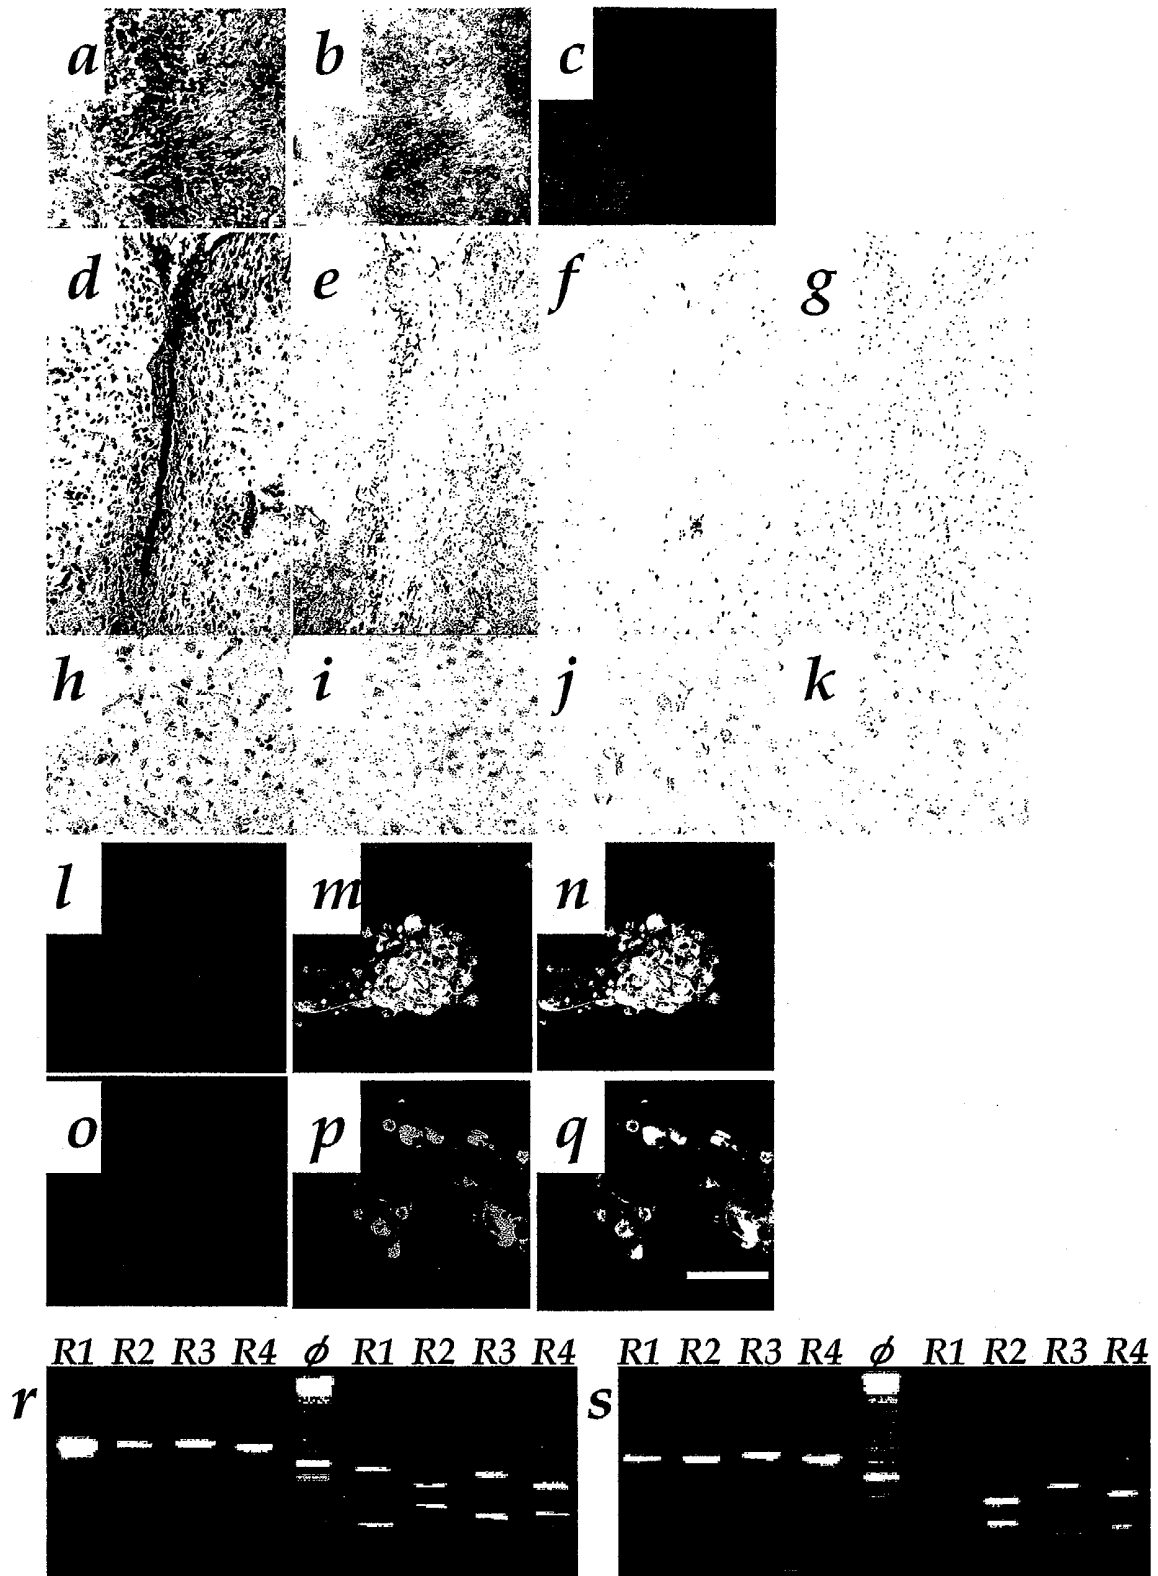 a b c
d e f g
h i j k
l m n
o p q
R1 R2 R3 R4 ϕ R1 R2 R3 R4 R1 R2 R3 R4 ϕ R1 R2 R3 R4
r s